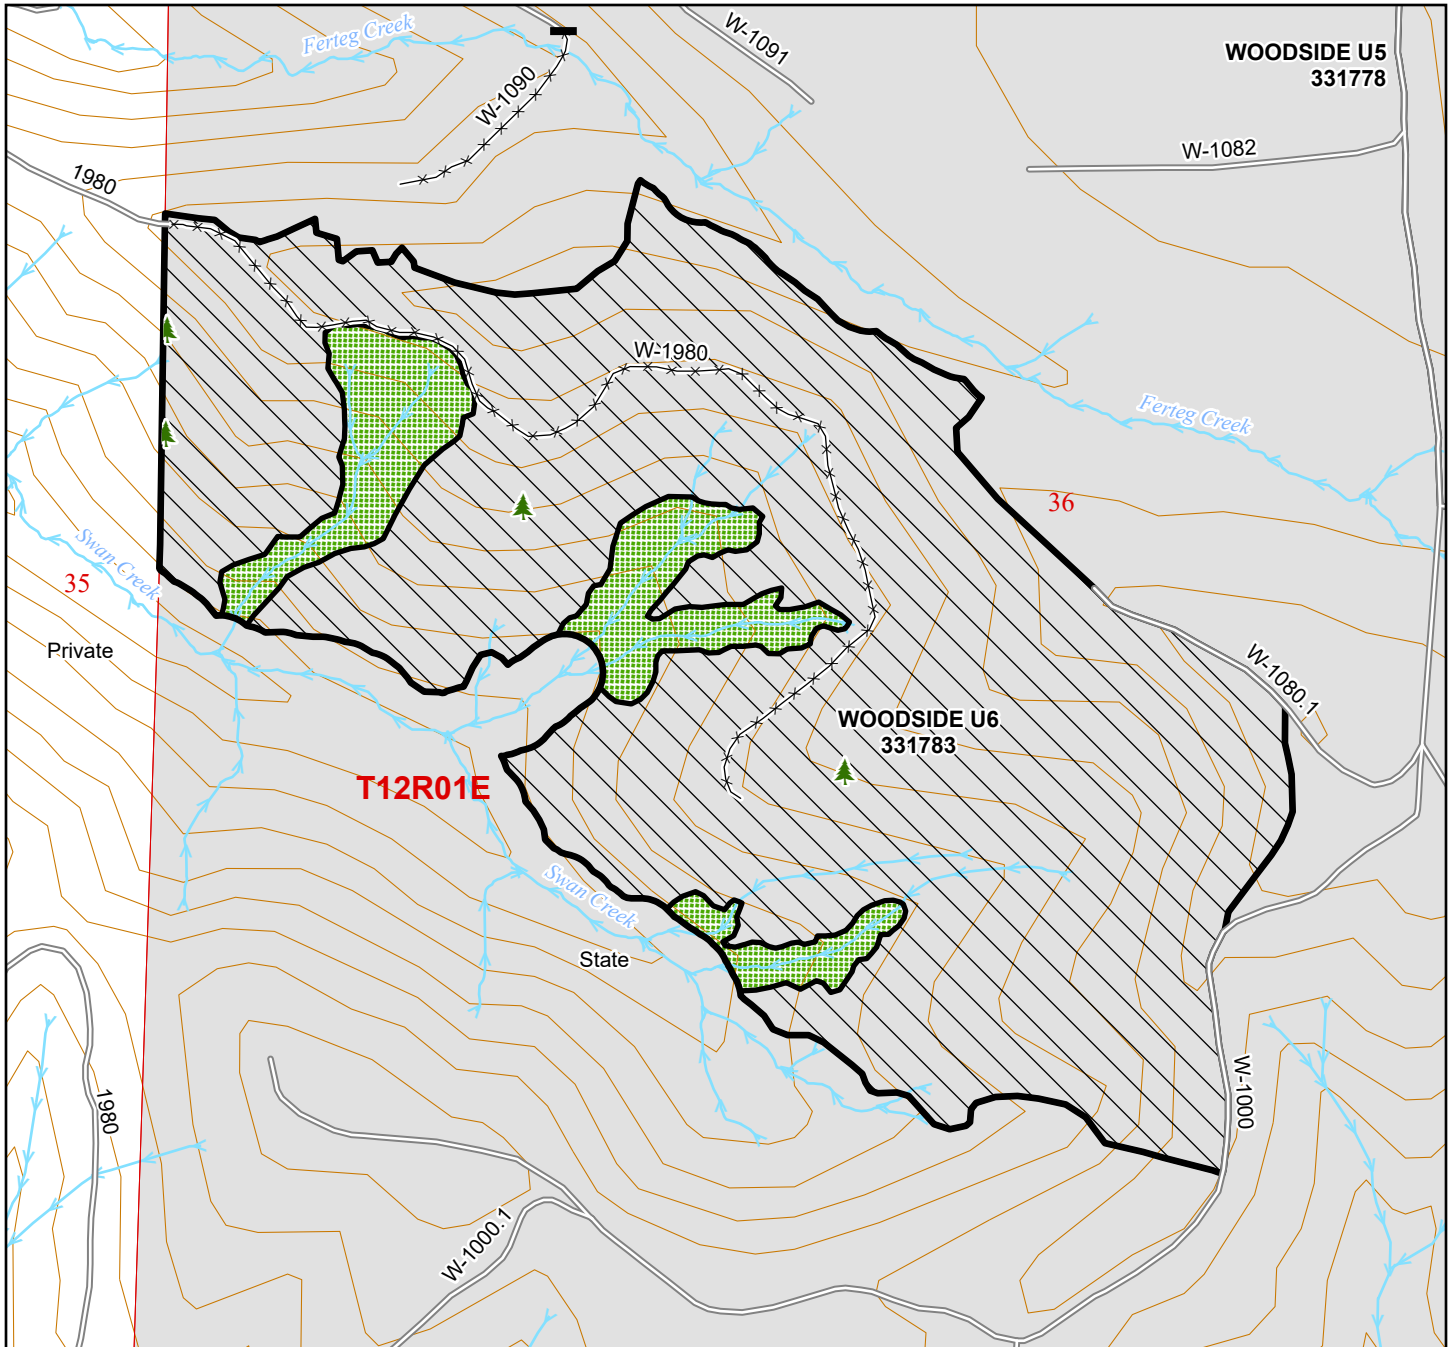 Ferteg Creek
W-1091
WOODSIDE U5
331778
W-1090
W-1082
1980
W-1980
Ferteg Creek
36
Swan Creek
35
Private
W-1080.1
WOODSIDE U6
331783
T12R01E
Swan Creek
State
W-1000
1980
W-1000.1